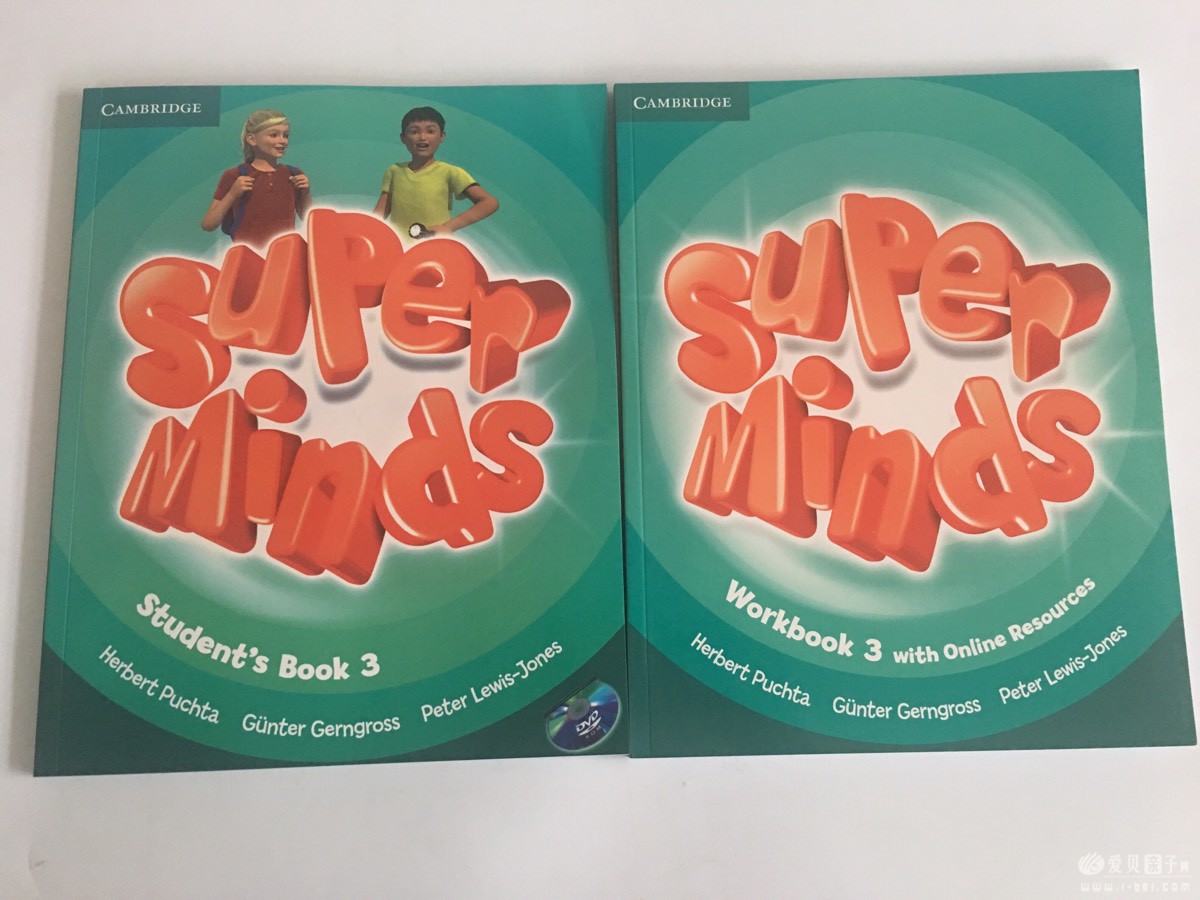 CAMBRIDGE
Super
Minds
Student's Book 3
Herbert Puchta Günter Gerngross Peter Lewis-Jones
DVD
ROM
CAMBRIDGE
Super
Minds
Workbook 3 with Online Resources
Herbert Puchta Günter Gerngross Peter Lewis-Jones
爱贝亲子网
www.i-bei.com